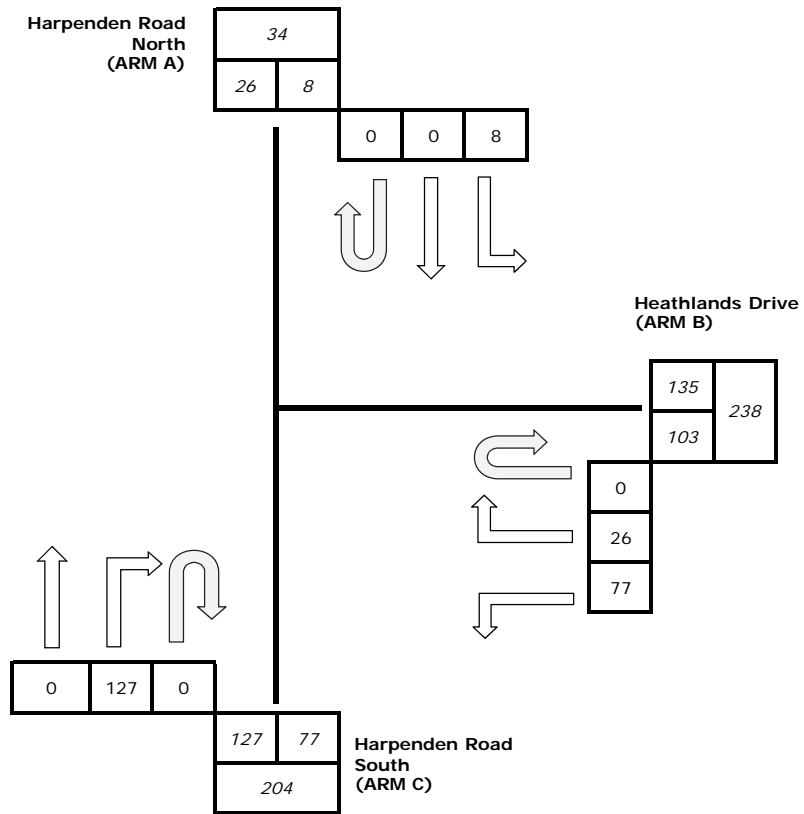 Harpenden Road
North
(ARM A)
34
26 8
0 0 8
Heathlands Drive
(ARM B)
135
238
103
0
26
77
0 127 0
127 77
Harpenden Road
South
(ARM C)
204